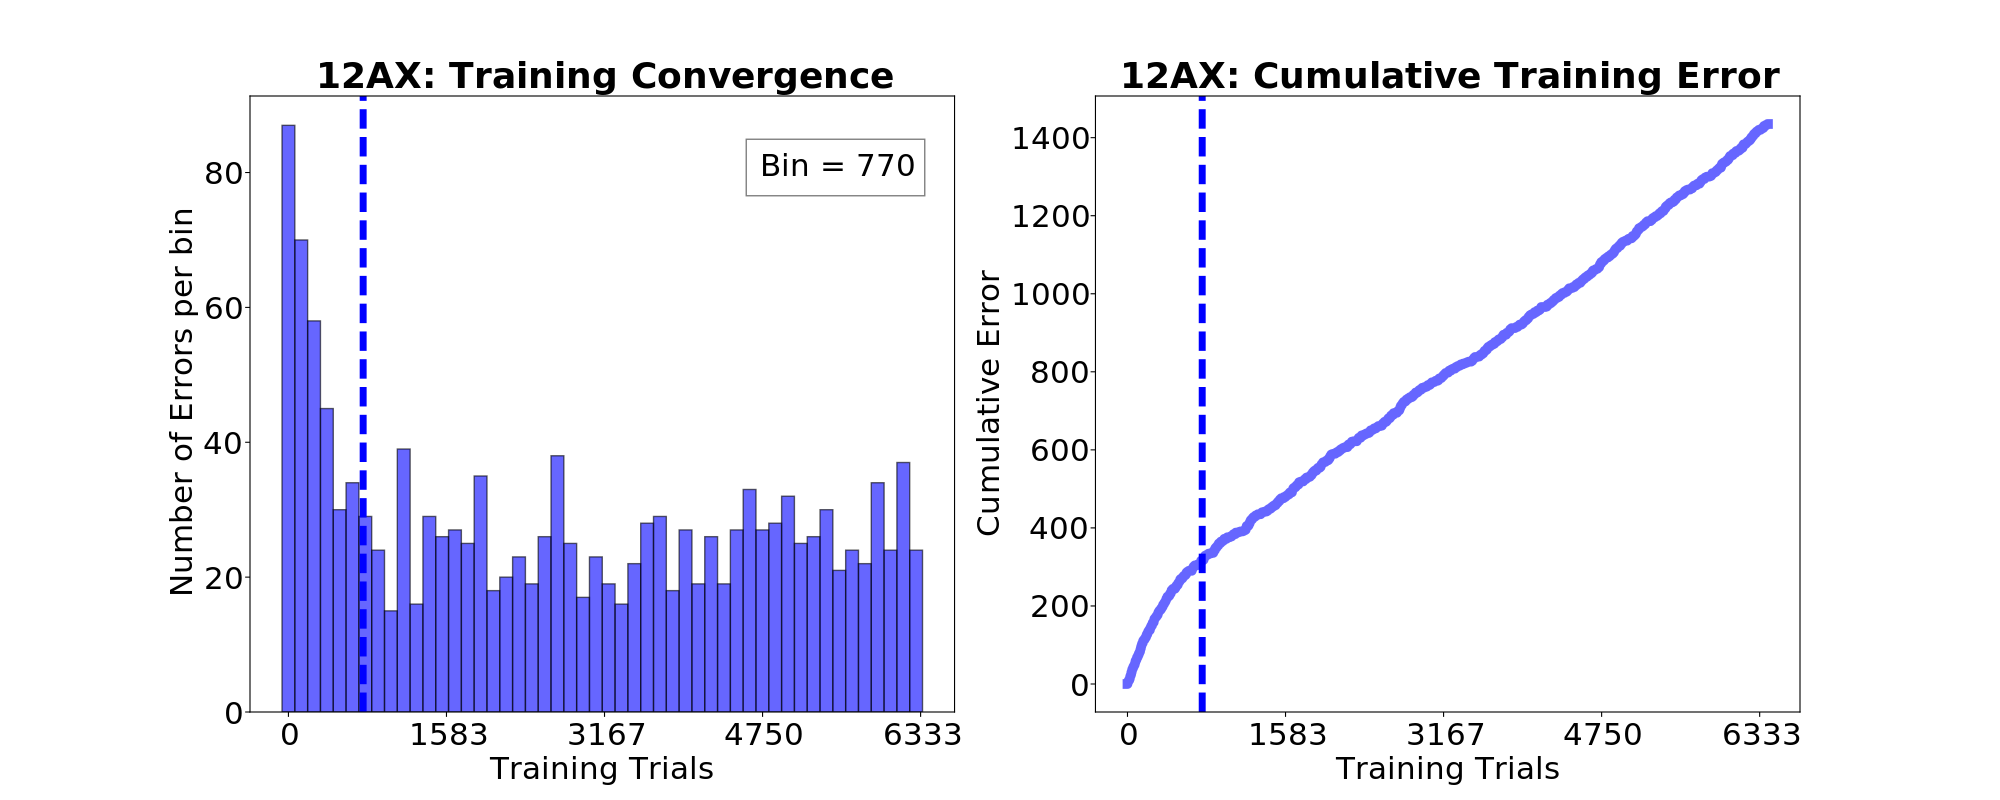 12AX: Training Convergence
Number of Errors per bin
80
60
40
20
0
Bin = 770
0 1583 3167 4750 6333
Training Trials
12AX: Cumulative Training Error
Cumulative Error
1400
1200
1000
800
600
400
200
0
0 1583 3167 4750 6333
Training Trials